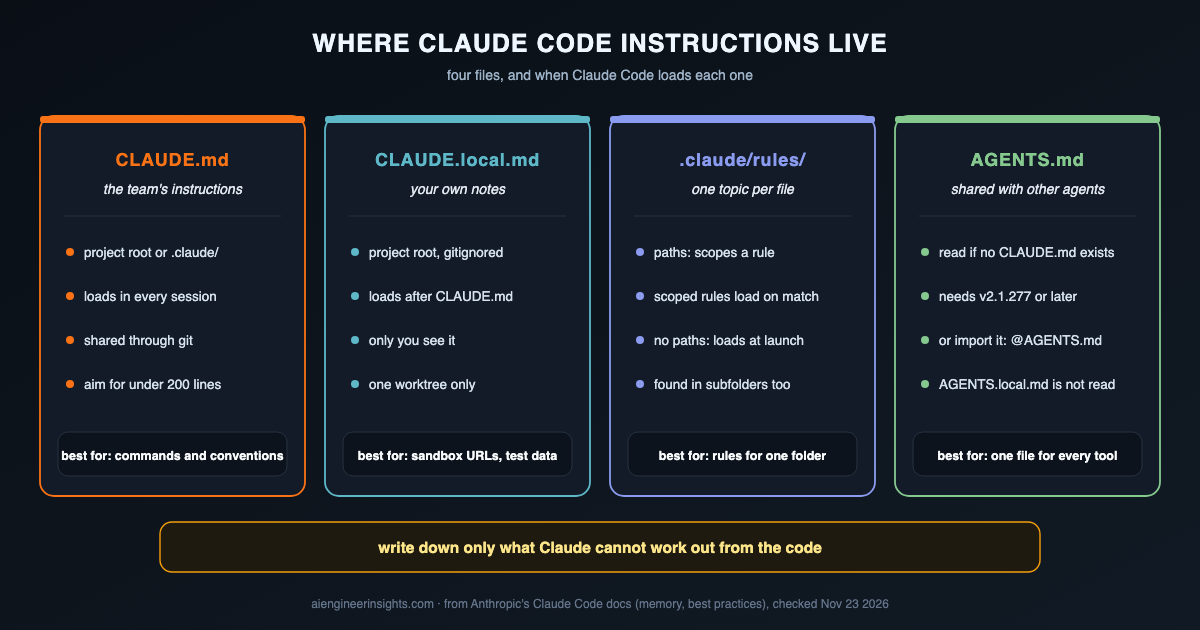 WHERE CLAUDE CODE INSTRUCTIONS LIVE
four files, and when Claude Code loads each one
CLAUDE.md
the team's instructions
project root or .claude/
loads in every session
shared through git
aim for under 200 lines
best for: commands and conventions
CLAUDE.local.md
your own notes
project root, gitignored
loads after CLAUDE.md
only you see it
one worktree only
best for: sandbox URLs, test data
.claude/rules/
one topic per file
paths: scopes a rule
scoped rules load on match
no paths: loads at launch
found in subfolders too
best for: rules for one folder
AGENTS.md
shared with other agents
read if no CLAUDE.md exists
needs v2.1.277 or later
or import it: @AGENTS.md
AGENTS.local.md is not read
best for: one file for every tool
write down only what Claude cannot work out from the code
aiengineerinsights.com · from Anthropic's Claude Code docs (memory, best practices), checked Nov 23 2026